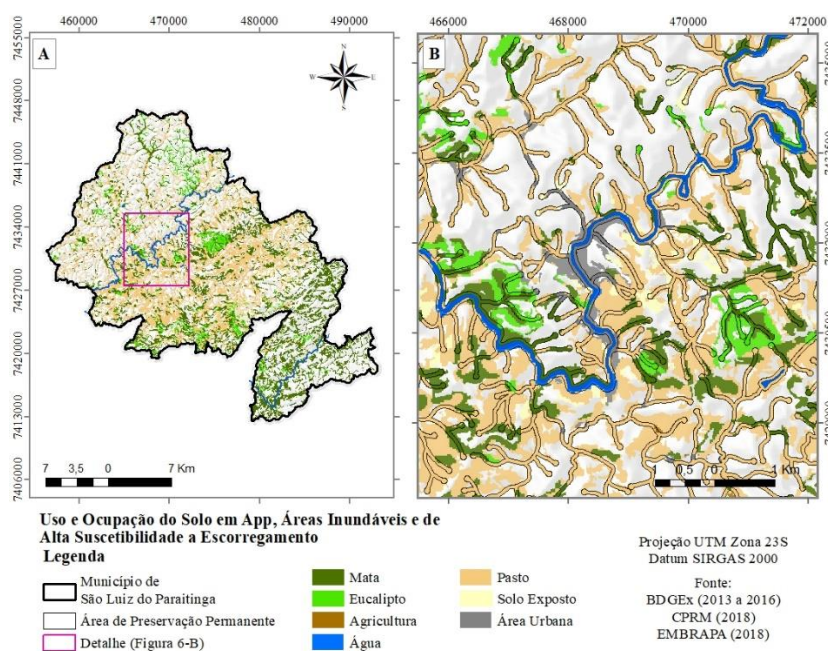 460000 470000 480000 490000
466000 468000 470000 472000
A
B
N
W E
S
7455000
7448000
7441000
7434000
7427000
7420000
7413000
7406000
7 3,5 0 7 Km
1 0,5 0 1 Km
Uso e Ocupação do Solo em App, Áreas Inundáveis e de
Alta Suscetibilidade a Escorregamento
Legenda
Município de
São Luiz do Paraitinga
Área de Preservação Permanente
Detalhe (Figura 6-B)
Mata
Eucalipto
Agricultura
Água
Pasto
Solo Exposto
Área Urbana
Projeção UTM Zona 23S
Datum SIRGAS 2000
Fonte:
BDGEx (2013 a 2016)
CPRM (2018)
EMBRAPA (2018)